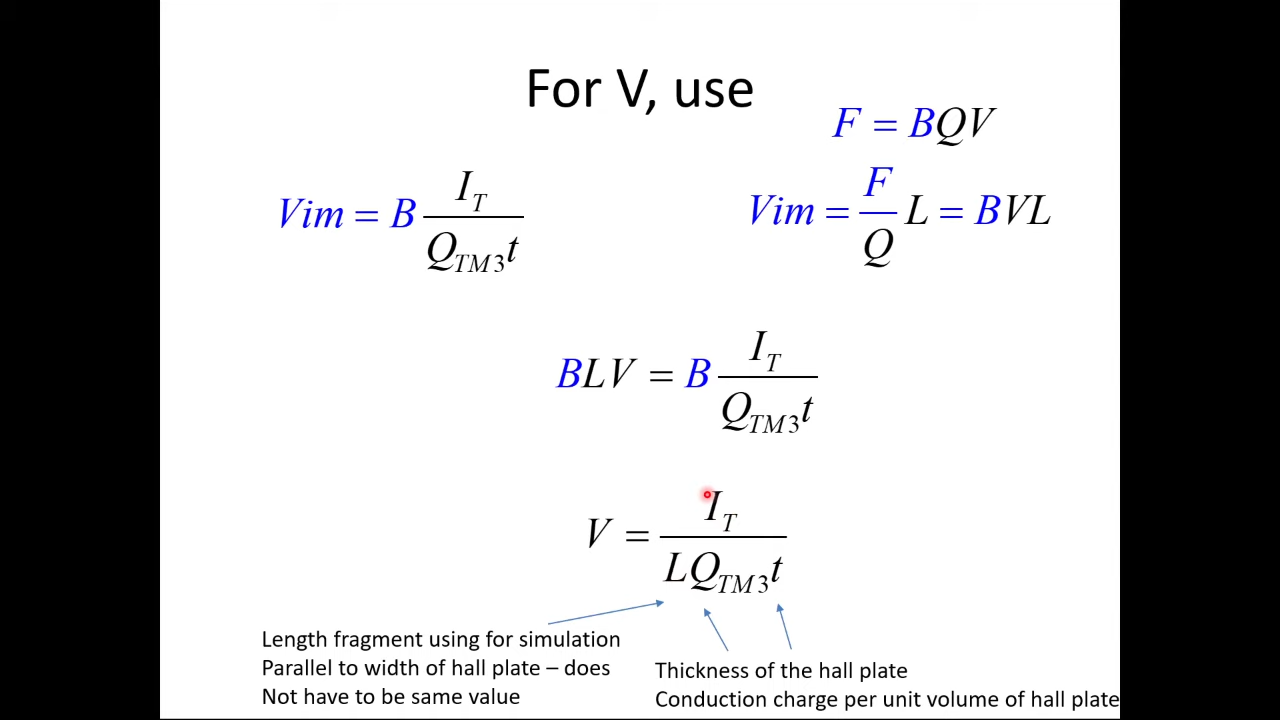 For V, use
F = BQV
Vim = B I_T / Q_TM3 t
Vim = F / Q L = BVL
BLV = B I_T / Q_TM3 t
V = I_T / L Q_TM3 t
Length fragment using for simulation
Parallel to width of hall plate – does
Not have to be same value
Thickness of the hall plate
Conduction charge per unit volume of hall plate